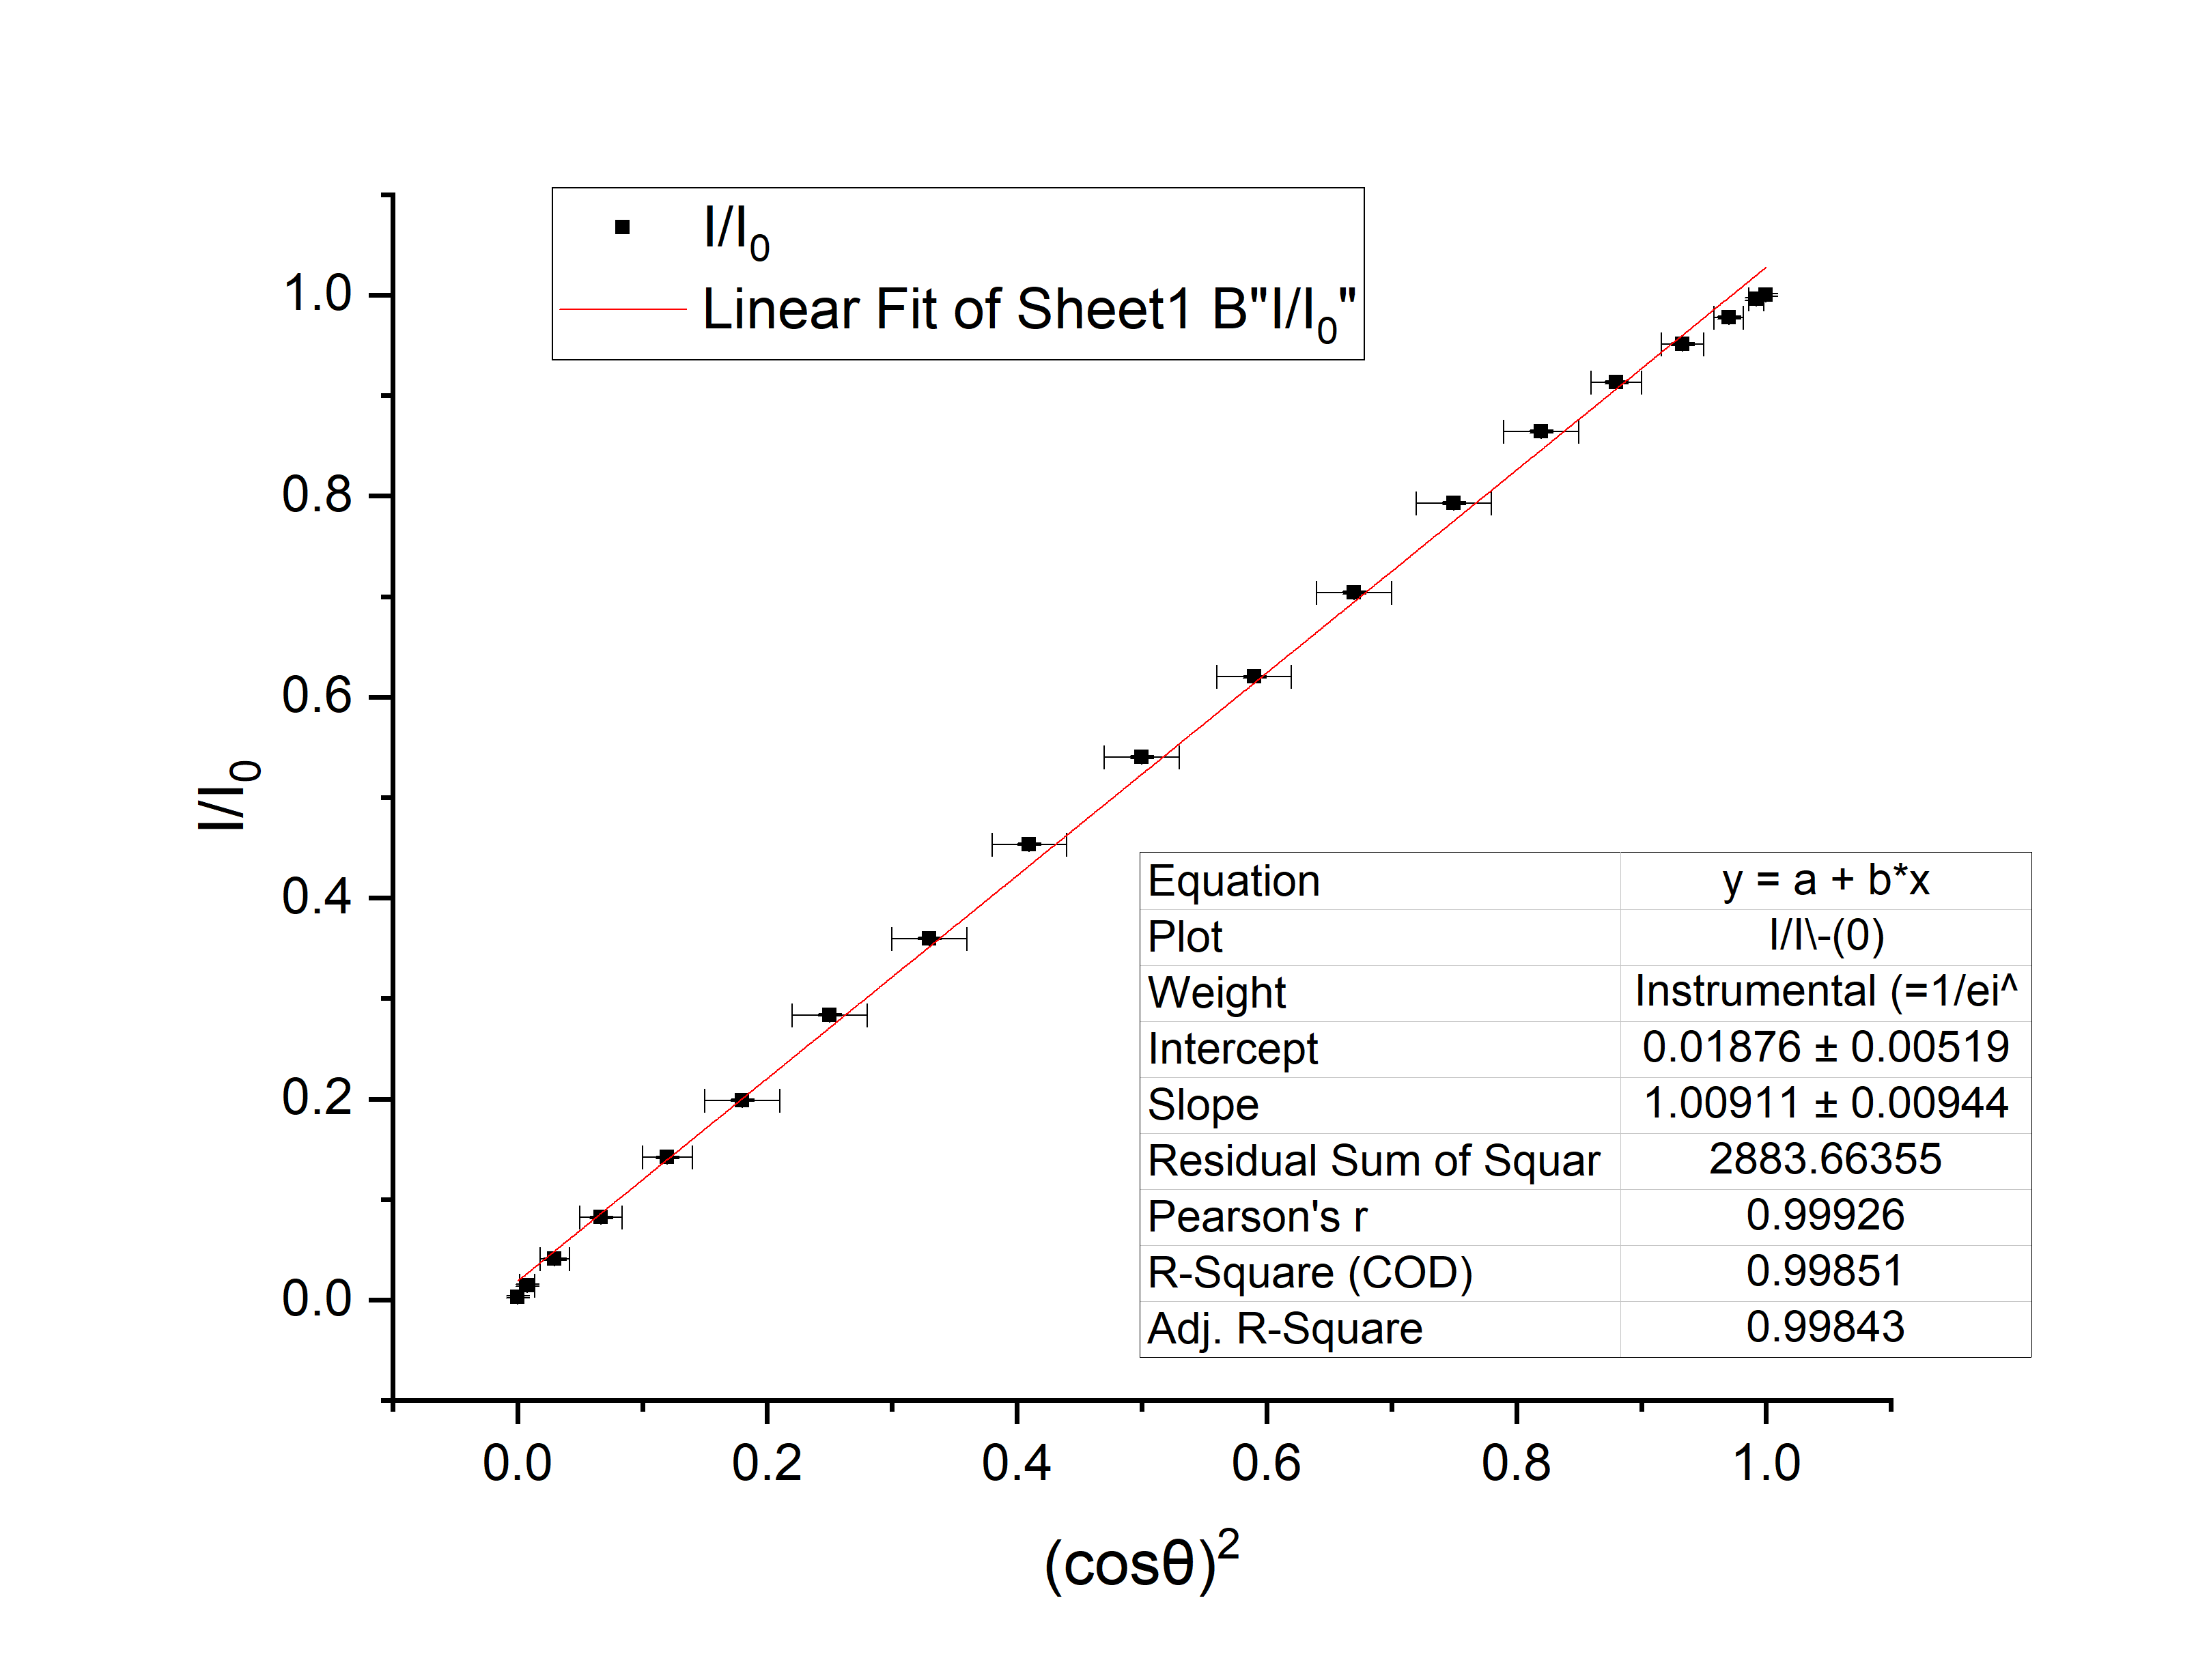 I/I₀
Linear Fit of Sheet1 B"I/I₀"
1.0
0.8
0.6
0.4
0.2
0.0
I/I₀
Equation y = a + b*x
Plot I/I\-(0)
Weight Instrumental (=1/ei^
Intercept 0.01876 ± 0.00519
Slope 1.00911 ± 0.00944
Residual Sum of Squar 2883.66355
Pearson's r 0.99926
R-Square (COD) 0.99851
Adj. R-Square 0.99843
0.0 0.2 0.4 0.6 0.8 1.0
(cosθ)²